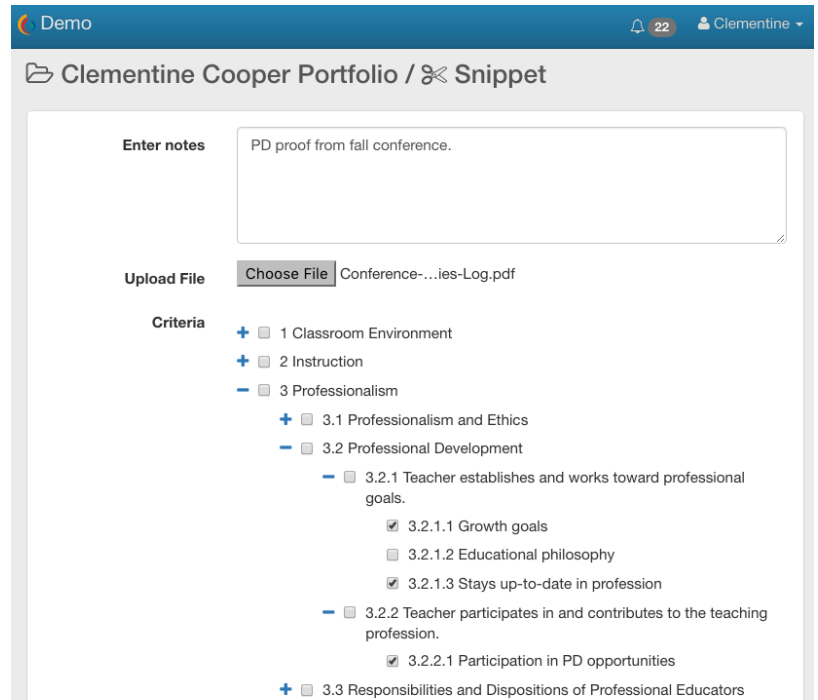 Demo
22
Clementine
Clementine Cooper Portfolio / Snippet
Enter notes
PD proof from fall conference.
Upload File
Choose File Conference-…ies-Log.pdf
Criteria
1 Classroom Environment
2 Instruction
3 Professionalism
3.1 Professionalism and Ethics
3.2 Professional Development
3.2.1 Teacher establishes and works toward professional
goals.
3.2.1.1 Growth goals
3.2.1.2 Educational philosophy
3.2.1.3 Stays up-to-date in profession
3.2.2 Teacher participates in and contributes to the teaching
profession.
3.2.2.1 Participation in PD opportunities
3.3 Responsibilities and Dispositions of Professional Educators